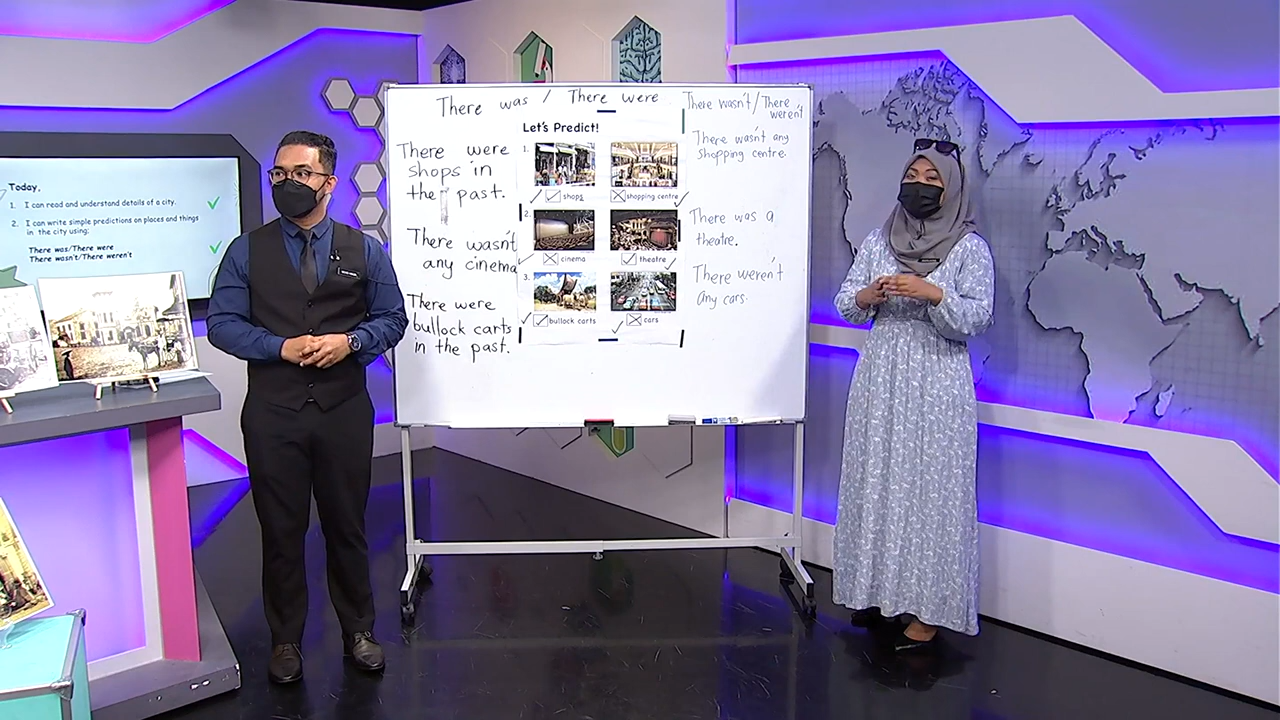 Today,
1. I can read and understand details of a city.
2. I can write simple predictions on places and things
in the city using:
There was/There were
There wasn't/There weren't
There was / There were
There were
shops in
the past.
There wasn't
any cinema
There were
bullock carts
in the past.
Let's Predict!
1.
shops
shopping centre
2.
cinema
theatre
3.
bullock carts
cars
There wasn't/There
weren't
There wasn't any
shopping centre.
There was a
theatre.
There weren't
any cars.